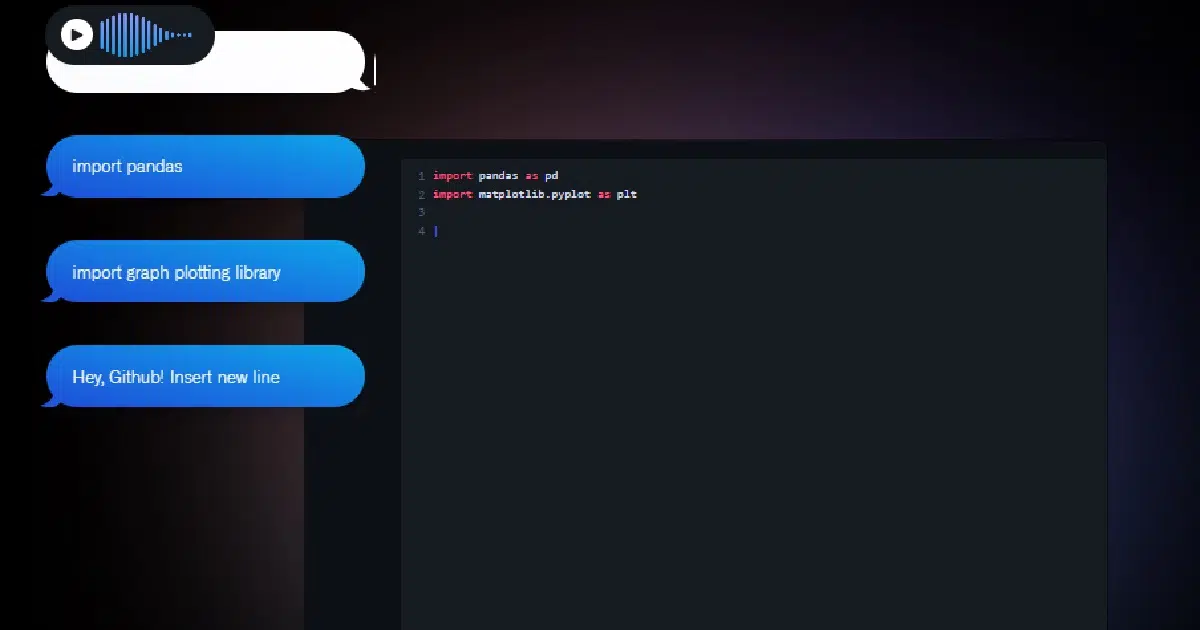 import pandas
import graph plotting library
Hey, Github! Insert new line
1 import pandas as pd
2 import matplotlib.pyplot as plt
3
4